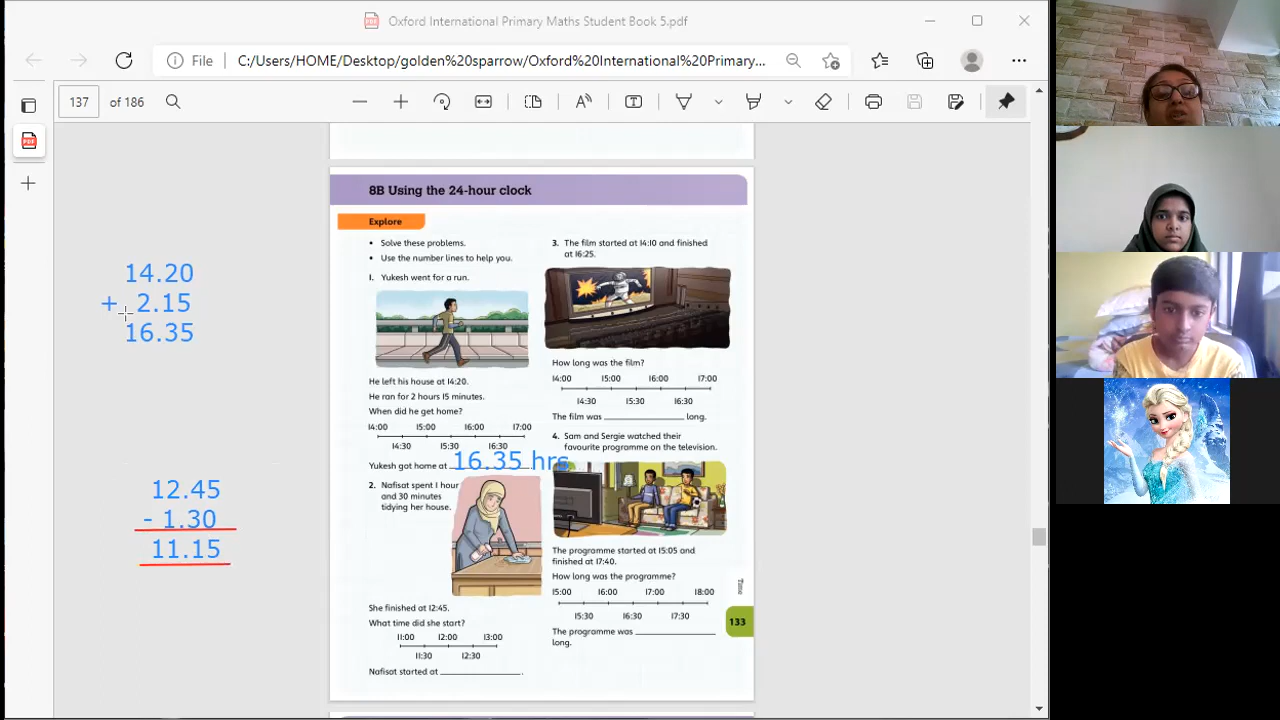 Oxford International Primary Maths Student Book 5.pdf
File
C:/Users/HOME/Desktop/golden%20sparrow/Oxford%20International%20Primary...
137 of 186
8B Using the 24-hour clock
Explore
• Solve these problems.
• Use the number lines to help you.
1. Yukesh went for a run.
He left his house at 14:20.
He ran for 2 hours 15 minutes.
When did he get home?
14:00 15:00 16:00 17:00
14:30 15:30 16:30
Yukesh got home at 16.35 hrs
2. Nafisat spent 1 hour
and 30 minutes
tidying her house.
She finished at 12:45.
What time did she start?
11:00 12:00 13:00
11:30 12:30
Nafisat started at ____________.
3. The film started at 14:10 and finished
at 16:25.
How long was the film?
14:00 15:00 16:00 17:00
14:30 15:30 16:30
The film was ____________ long.
4. Sam and Sergie watched their
favourite programme on the television.
The programme started at 15:05 and
finished at 17:40.
How long was the programme?
15:00 16:00 17:00 18:00
15:30 16:30 17:30
The programme was ____________
long.
Time
133
14.20
+ 2.15
16.35
12.45
- 1.30
11.15